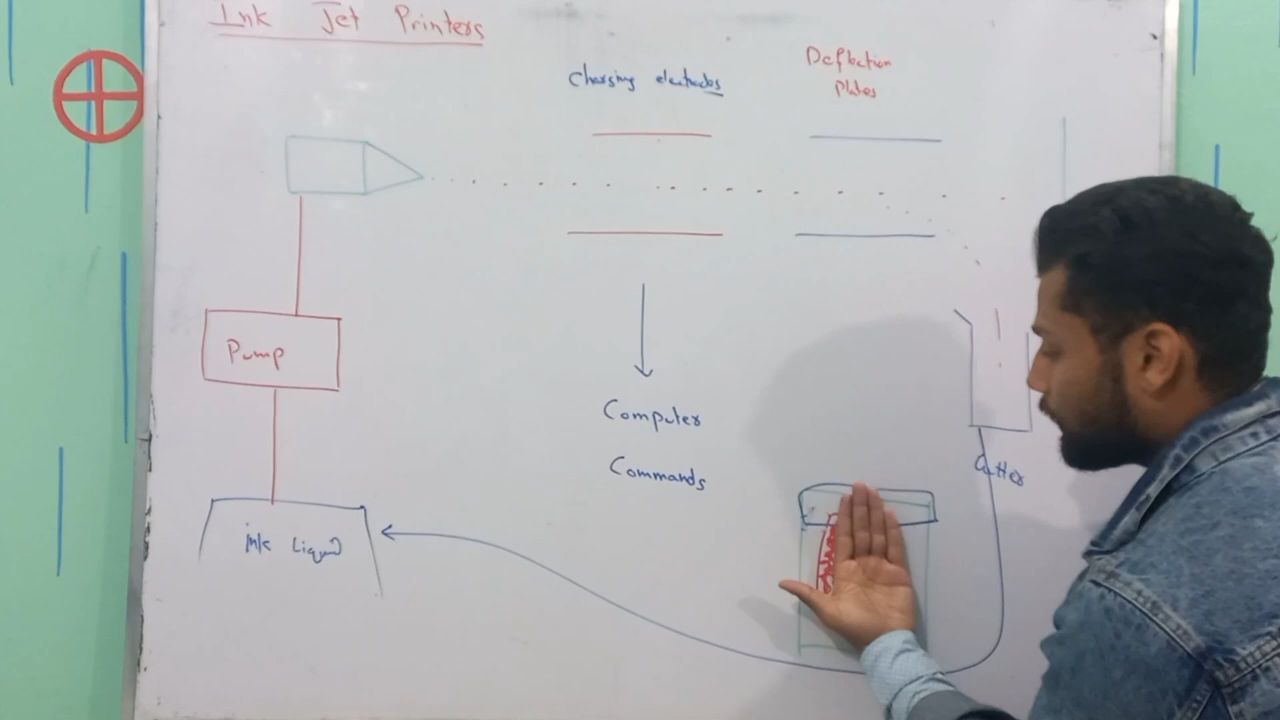 Ink Jet Printers
Charging electrodes
Deflection
Plates
Pump
Computer
Commands
Gutter
ink Liquid